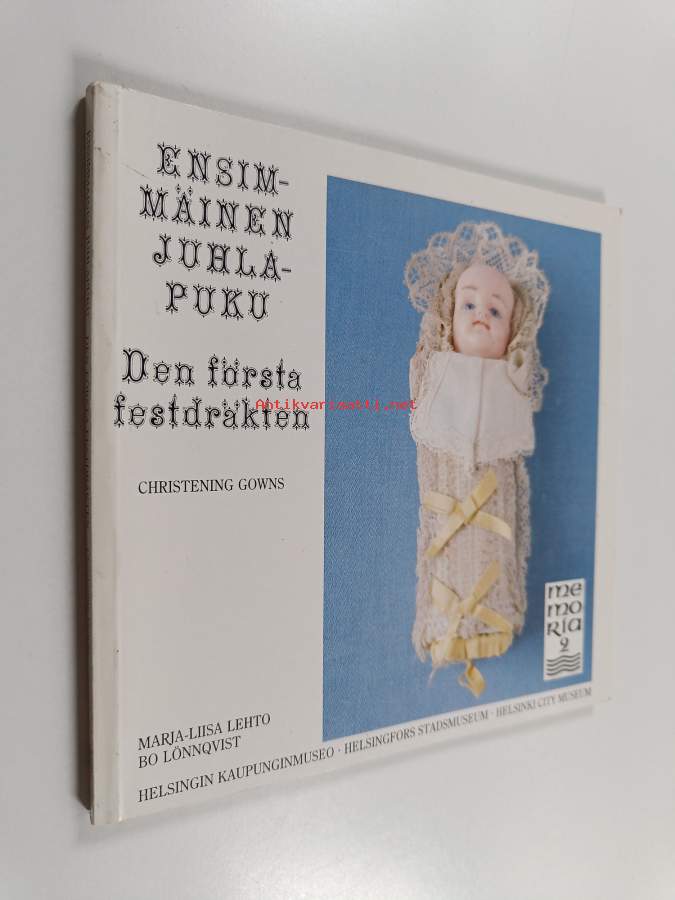 ENSIM-
MÄINEN
JUHLA-
PUKU
Den första
festdräkten
Antikvariaatti.net
CHRISTENING GOWNS
me
mo
ria
2
MARJA-LIISA LEHTO
BO LÖNNQVIST
HELSINGIN KAUPUNGINMUSEO · HELSINGFORS STADSMUSEUM · HELSINKI CITY MUSEUM